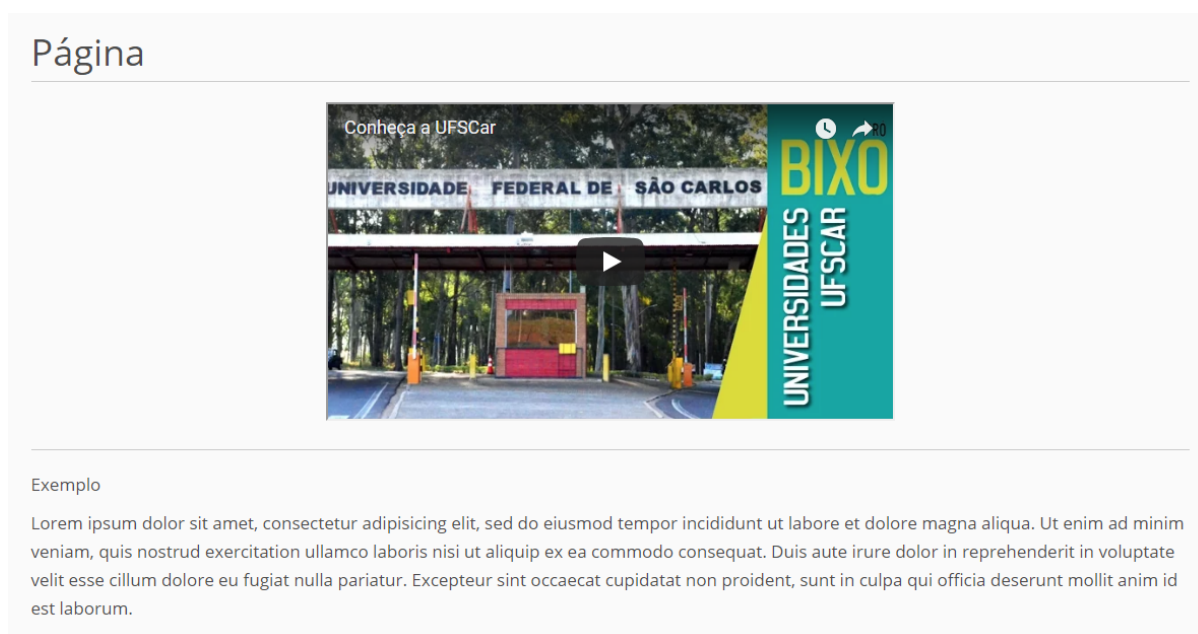 Página
Conheça a UFSCar
RO
BIXO
UNIVERSIDADE FEDERAL DE SÃO CARLOS
UNIVERSIDADES
UFSCAR
Exemplo
Lorem ipsum dolor sit amet, consectetur adipisicing elit, sed do eiusmod tempor incididunt ut labore et dolore magna aliqua. Ut enim ad minim
veniam, quis nostrud exercitation ullamco laboris nisi ut aliquip ex ea commodo consequat. Duis aute irure dolor in reprehenderit in voluptate
velit esse cillum dolore eu fugiat nulla pariatur. Excepteur sint occaecat cupidatat non proident, sunt in culpa qui officia deserunt mollit anim id
est laborum.